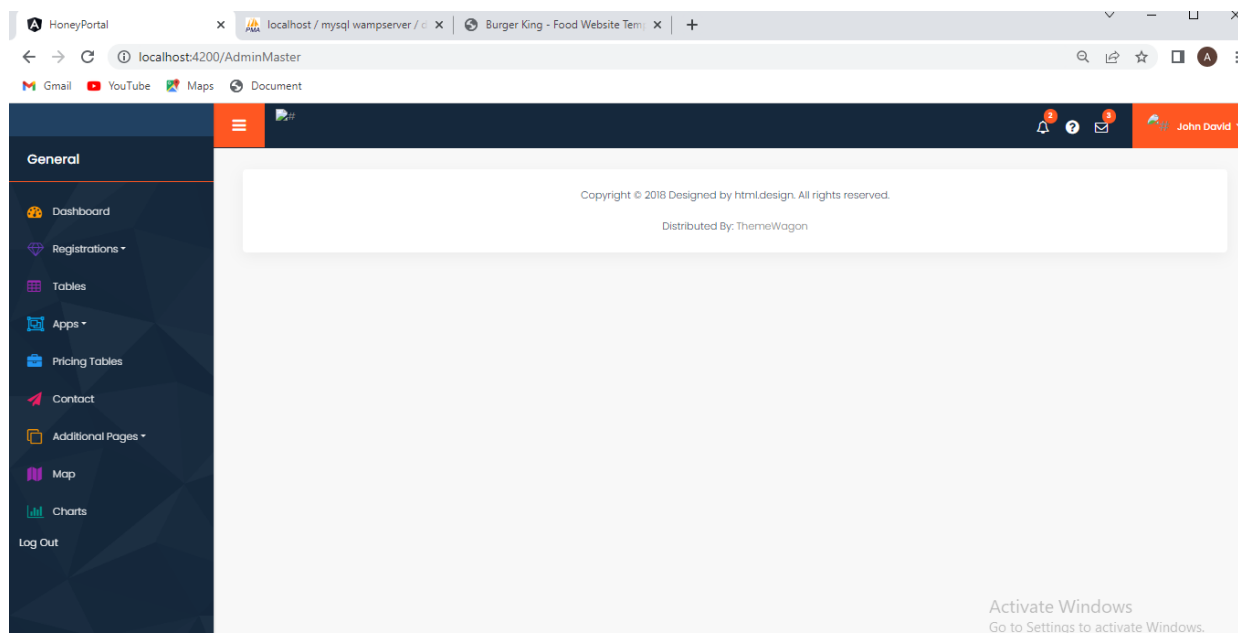 HoneyPortal
localhost / mysql wampserver /
Burger King - Food Website Tem
localhost:4200/AdminMaster
A
Gmail YouTube Maps Document
#
2
3
# John David
General
Dashboard
Registrations
Tables
Apps
Pricing Tables
Contact
Additional Pages
Map
Charts
Log Out
Copyright © 2018 Designed by html.design. All rights reserved.
Distributed By: ThemeWagon
Activate Windows
Go to Settings to activate Windows.